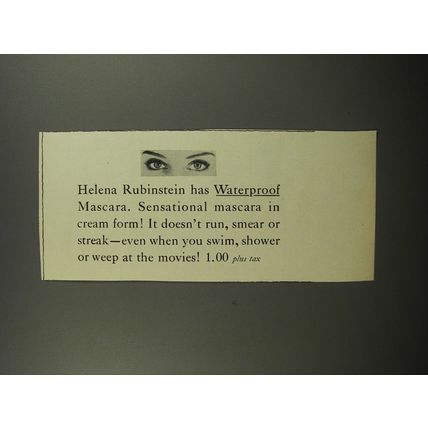 Helena Rubinstein has Waterproof
Mascara. Sensational mascara in
cream form! It doesn't run, smear or
streak—even when you swim, shower
or weep at the movies! 1.00 plus tax